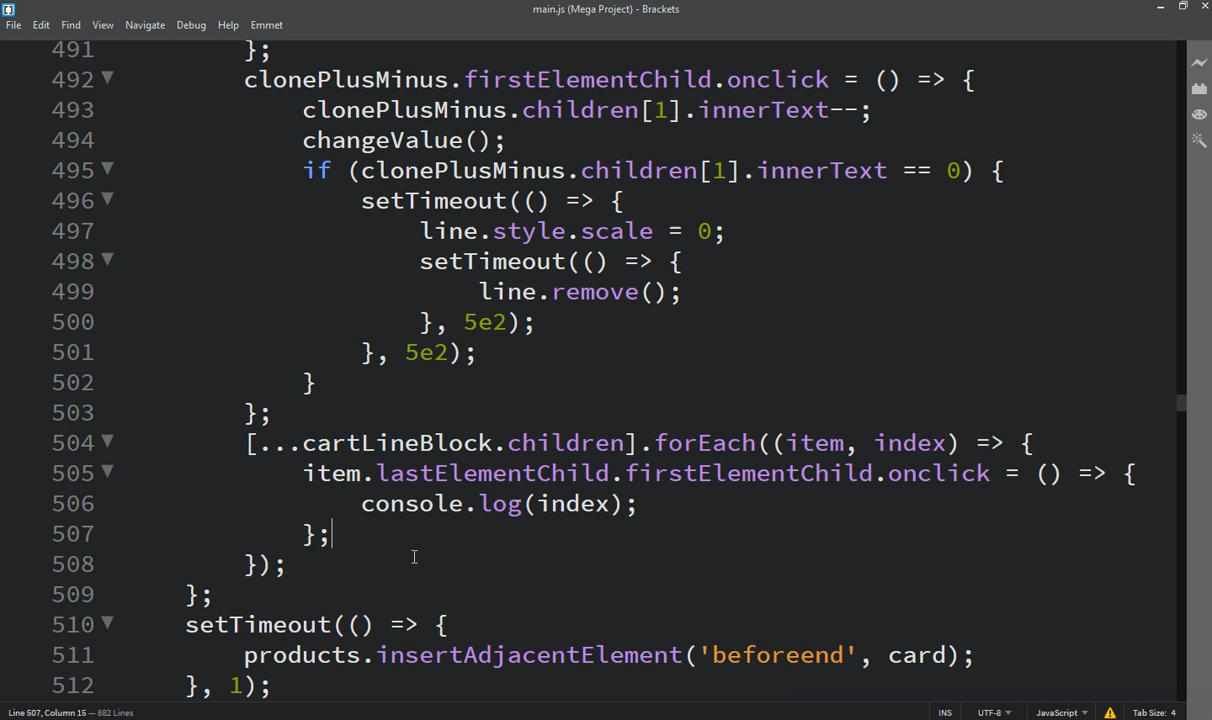 main.js (Mega Project) - Brackets
File Edit Find View Navigate Debug Help Emmet
491 };
492 clonePlusMinus.firstElementChild.onclick = () => {
493 clonePlusMinus.children[1].innerText--;
494 changeValue();
495 if (clonePlusMinus.children[1].innerText == 0) {
496 setTimeout(() => {
497 line.style.scale = 0;
498 setTimeout(() => {
499 line.remove();
500 }, 5e2);
501 }, 5e2);
502 }
503 };
504 [...cartLineBlock.children].forEach((item, index) => {
505 item.lastElementChild.firstElementChild.onclick = () => {
506 console.log(index);
507 };
508 });
509 };
510 setTimeout(() => {
511 products.insertAdjacentElement('beforeend', card);
512 }, 1);
Line 507, Column 15 — 882 Lines INS UTF-8 JavaScript Tab Size: 4